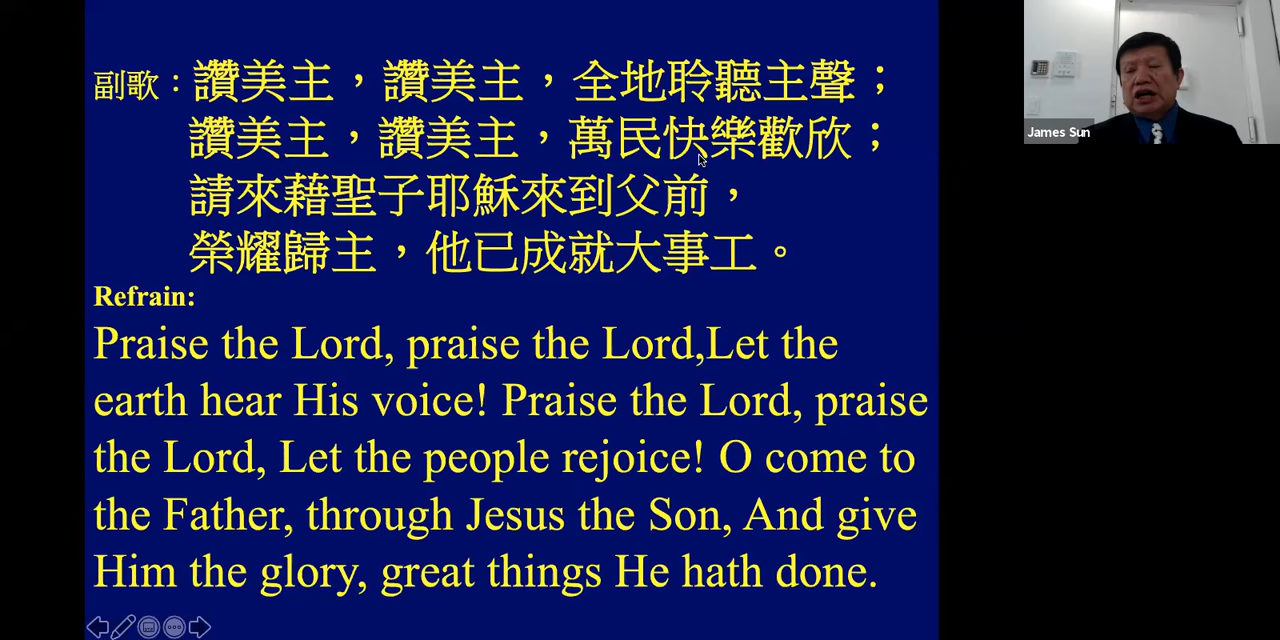 副歌：讚美主，讚美主，全地聆聽主聲；
讚美主，讚美主，萬民快樂歡欣；
請來藉聖子耶穌來到父前，
榮耀歸主，他已成就大事工。
Refrain:
Praise the Lord, praise the Lord,Let the
earth hear His voice! Praise the Lord, praise
the Lord, Let the people rejoice! O come to
the Father, through Jesus the Son, And give
Him the glory, great things He hath done.
James Sun